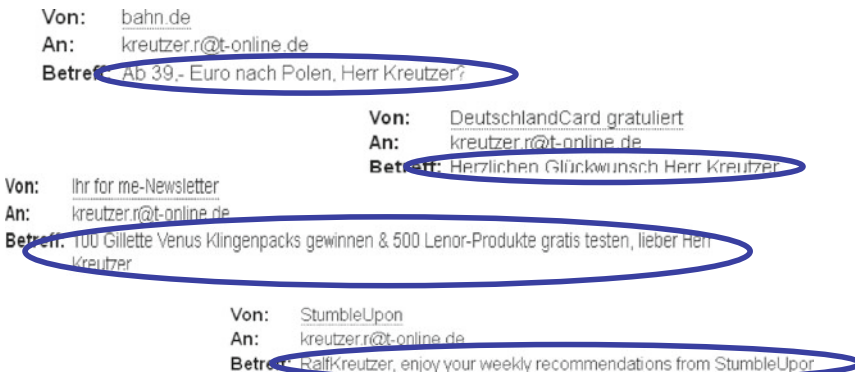 Von: bahn.de
An: kreutzer.r@t-online.de
Betreff: Ab 39,- Euro nach Polen, Herr Kreutzer?
Von: DeutschlandCard gratuliert
An: kreutzer.r@t-online.de
Betreff: Herzlichen Glückwunsch Herr Kreutzer
Von: Ihr for me-Newsletter
An: kreutzer.r@t-online.de
Betreff: 100 Gillette Venus Klingenpacks gewinnen & 500 Lenor-Produkte gratis testen, lieber Herr
Kreutzer
Von: StumbleUpon
An: kreutzer.r@t-online.de
Betreff: RalfKreutzer, enjoy your weekly recommendations from StumbleUpon